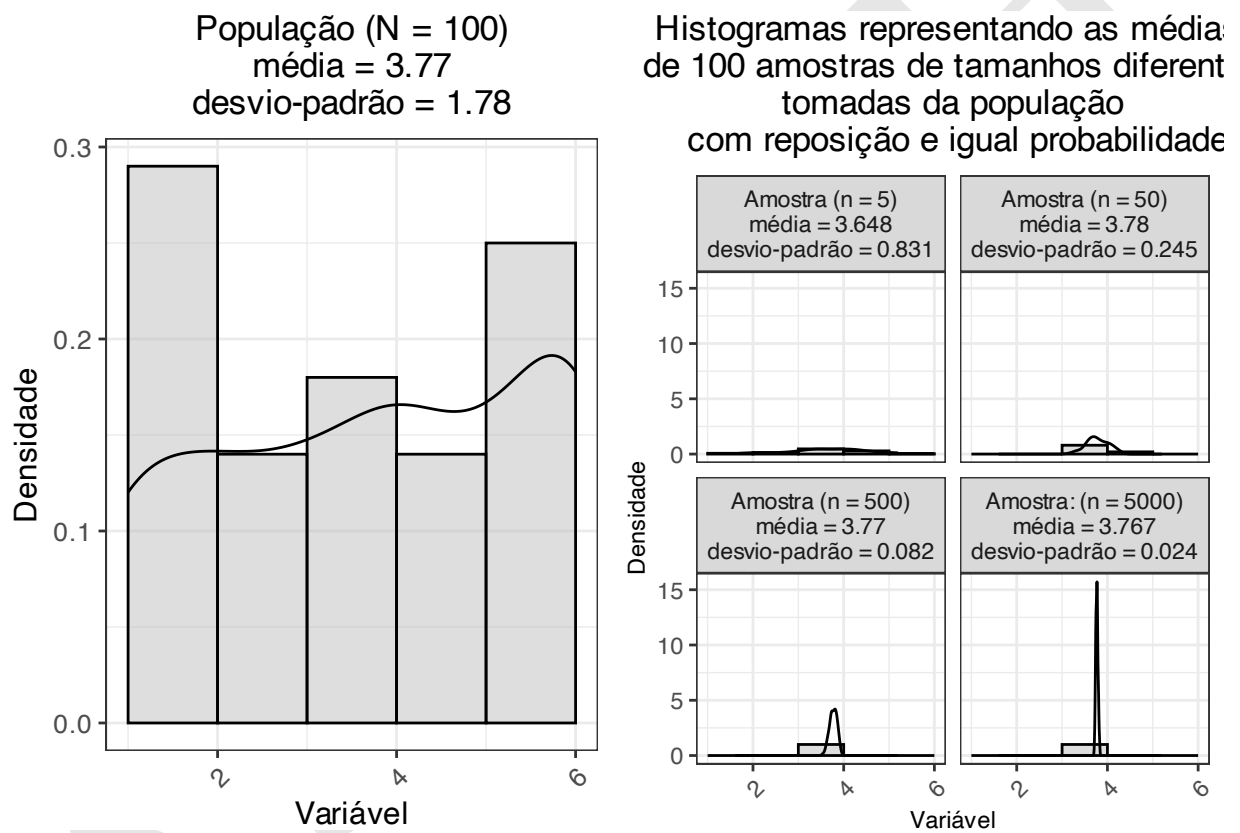 População (N = 100)
média = 3.77
desvio-padrão = 1.78
0.3
0.2
0.1
0.0
Densidade
2
4
6
Variável
Histogramas representando as média
de 100 amostras de tamanhos diferent
tomadas da população
com reposição e igual probabilidade
Amostra (n = 5)
média = 3.648
desvio-padrão = 0.831
Amostra (n = 50)
média = 3.78
desvio-padrão = 0.245
15
10
5
0
Densidade
Amostra (n = 500)
média = 3.77
desvio-padrão = 0.082
Amostra: (n = 5000)
média = 3.767
desvio-padrão = 0.024
15
10
5
0
2
4
6
2
4
6
Variável